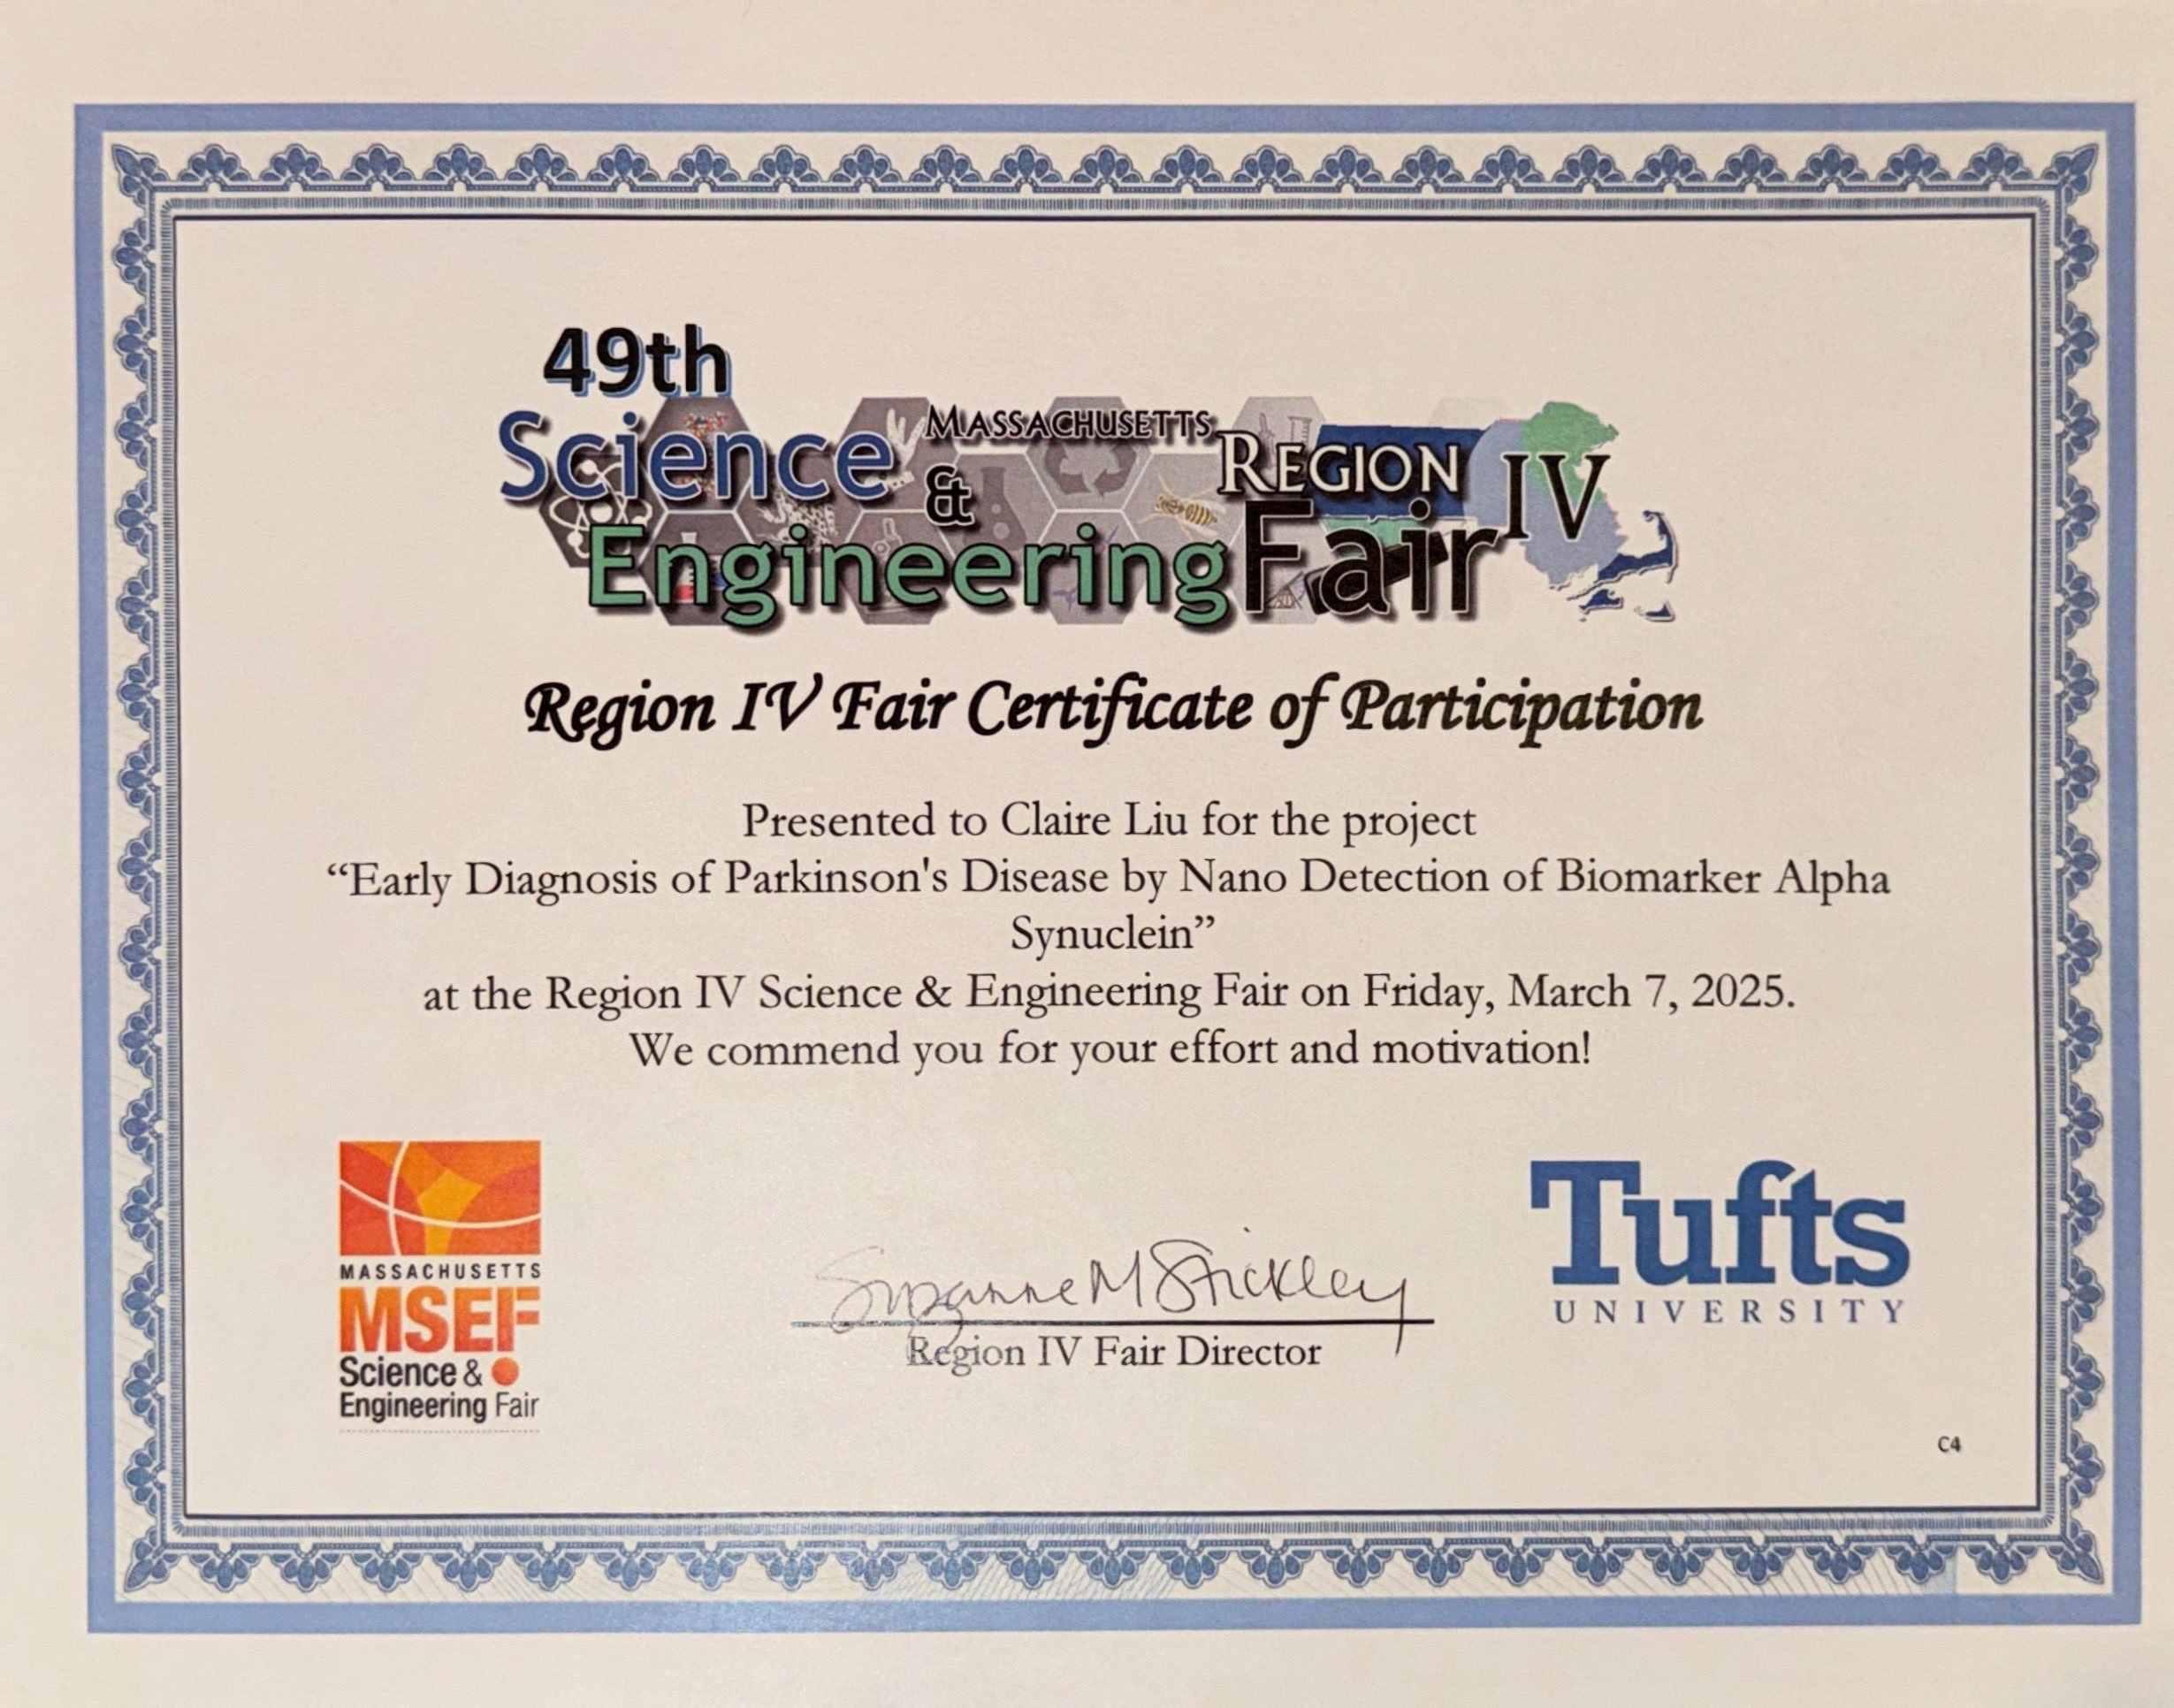 49th
Science & Engineering
MASSACHUSETTS
REGION IV
Fair
Region IV Fair Certificate of Participation
Presented to Claire Liu for the project
“Early Diagnosis of Parkinson's Disease by Nano Detection of Biomarker Alpha
Synuclein”
at the Region IV Science & Engineering Fair on Friday, March 7, 2025.
We commend you for your effort and motivation!
MASSACHUSETTS
MSEF
Science &
Engineering Fair
Suzanne M Stickley
Region IV Fair Director
Tufts
UNIVERSITY
C4